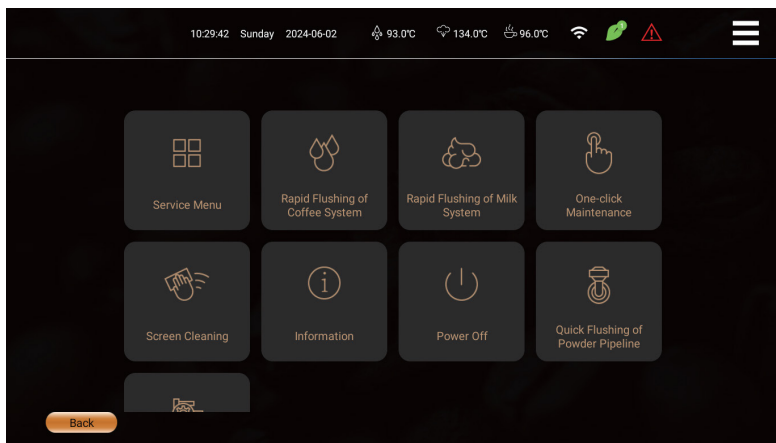 10:29:42 Sunday 2024-06-02 93.0℃ 134.0℃ 96.0℃ 1
Service Menu
Rapid Flushing of
Coffee System
Rapid Flushing of Milk
System
One-click
Maintenance
Screen Cleaning
Information
Power Off
Quick Flushing of
Powder Pipeline
Back